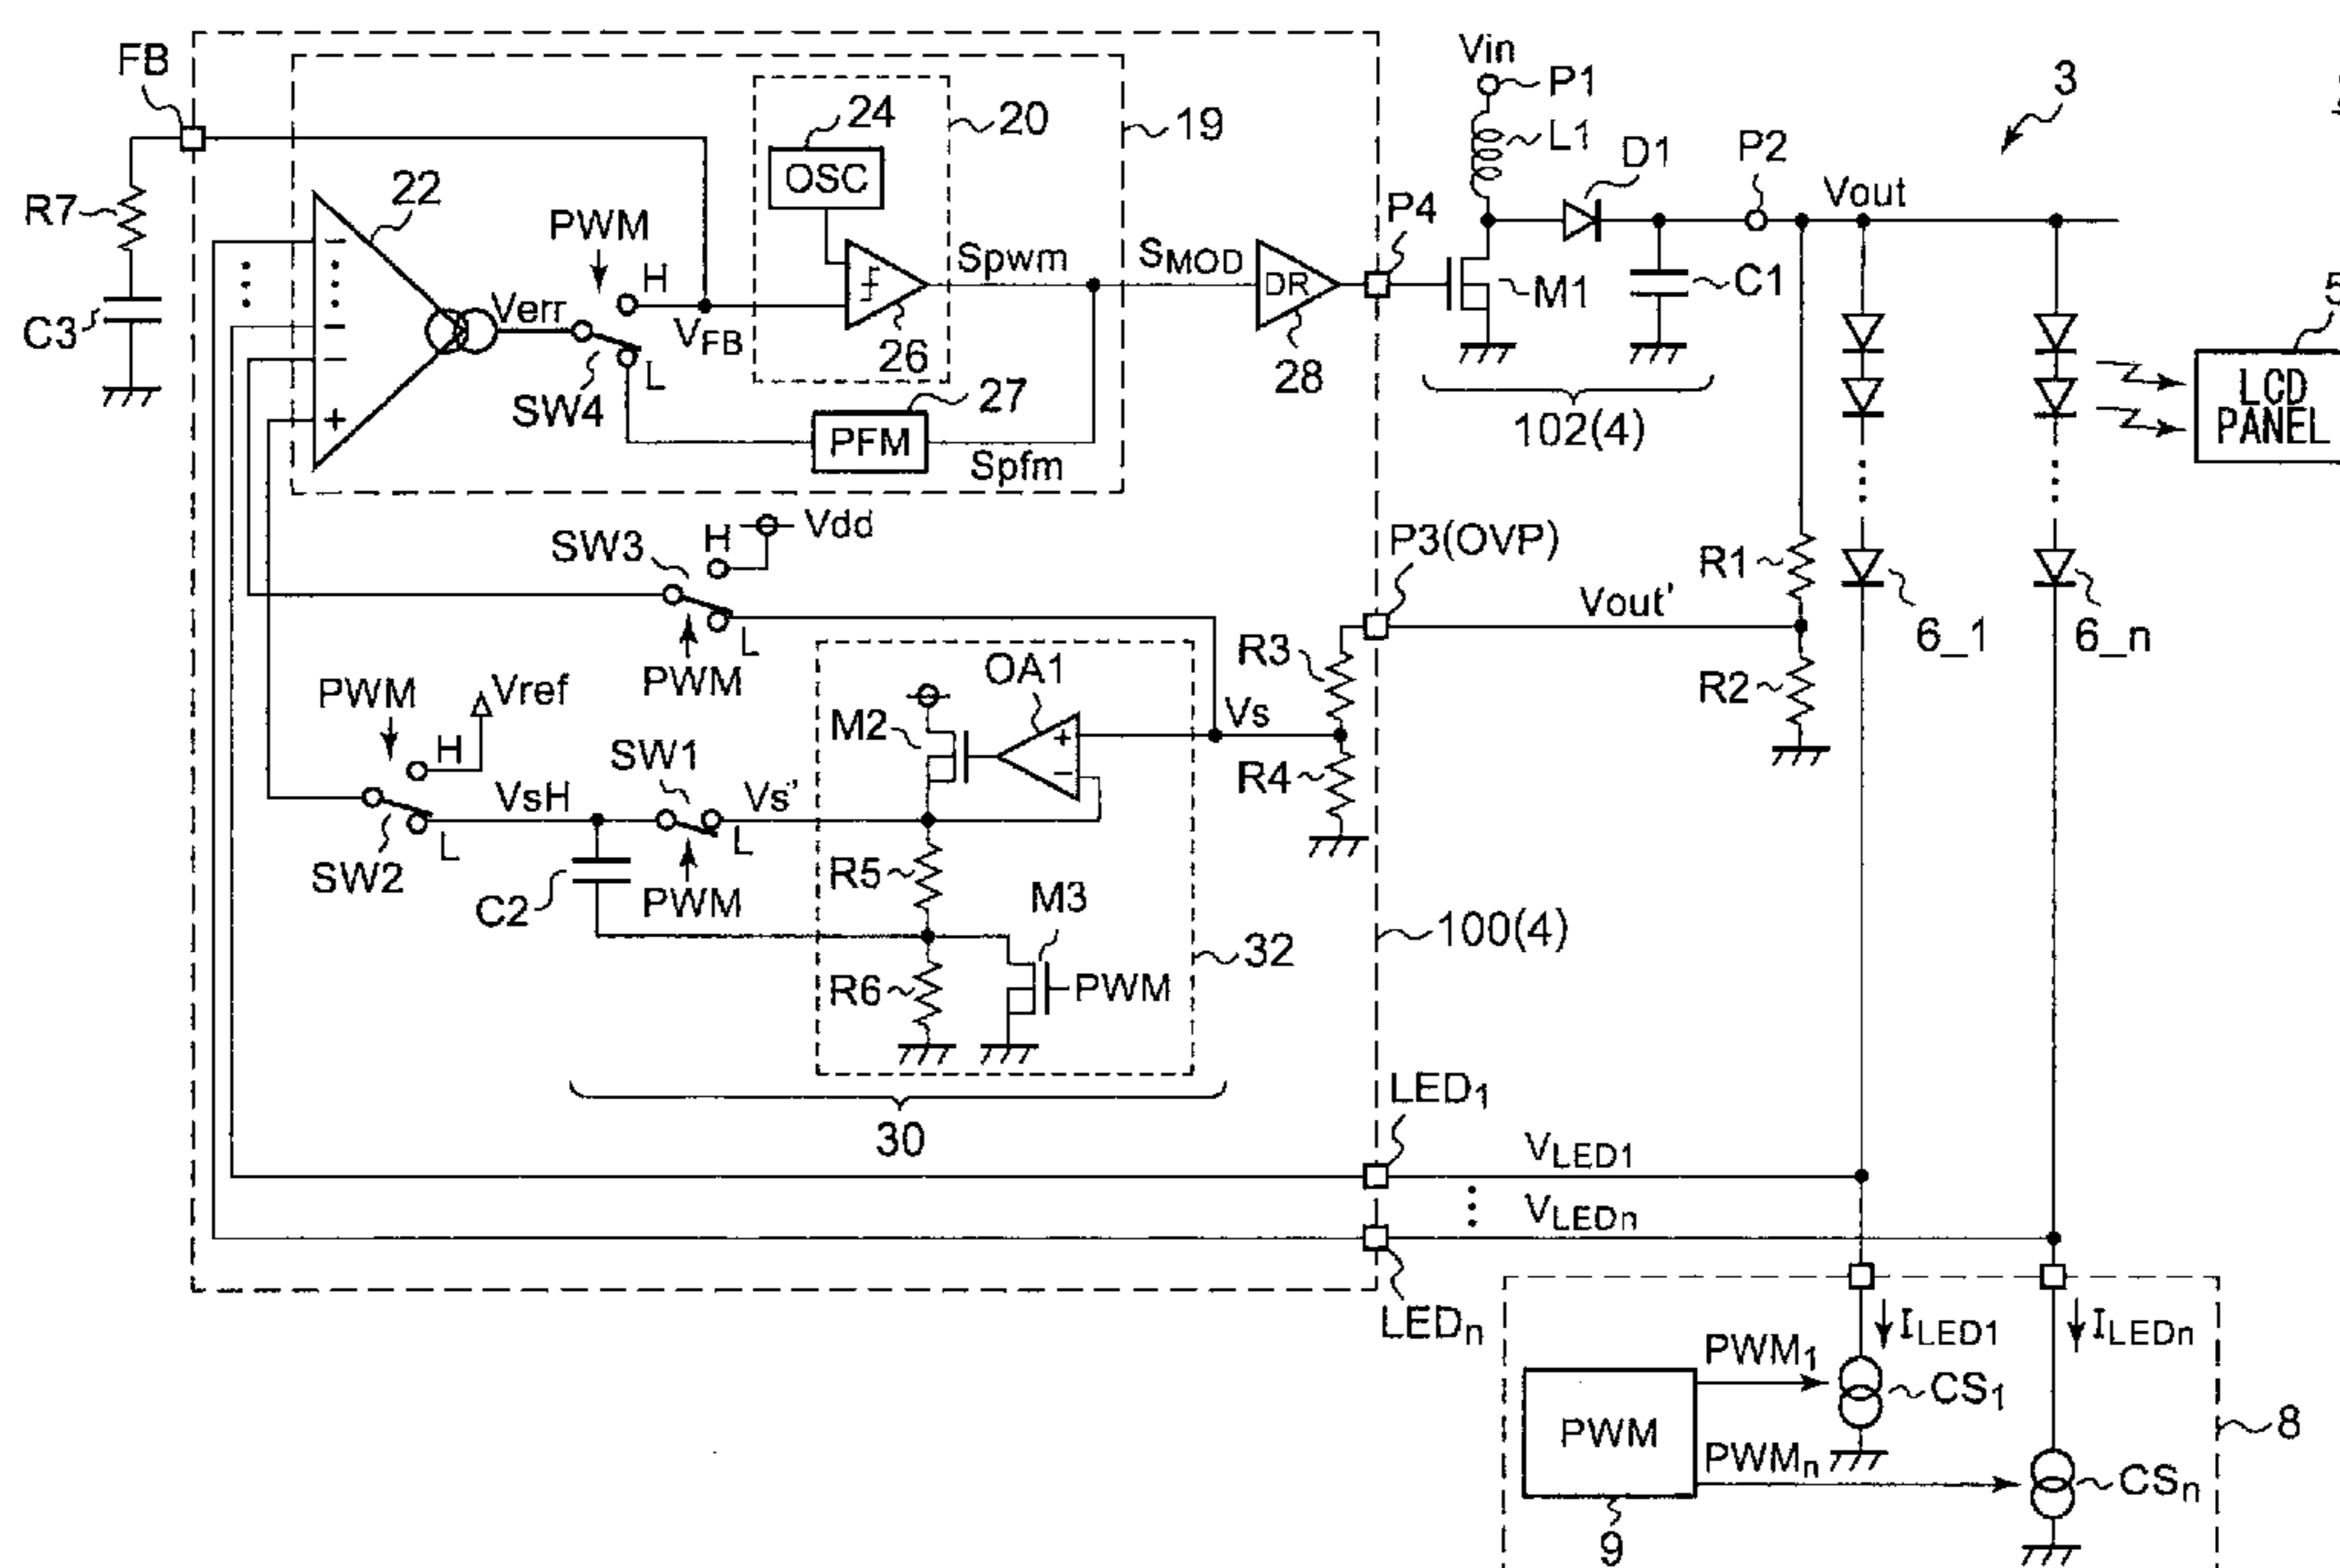 Vin
FB
P1
3
24
20
19
L1
D1
P2
5
OSC
22
R7
PWM
H
Vout
P4
Spwm
SMOD
DR
M1
C1
Verr
VFB
C3
26
28
L
SW4
27
PFM
Spfm
102(4)
LCD
PANEL
SW3
H
Vdd
P3(OVP)
R1
Vout'
6_1
6_n
L
PWM
OA1
R3
R2
PWM
Vref
H
M2
+
−
Vs
R4
SW1
VsH
Vs'
L
L
SW2
C2
PWM
R5
M3
100(4)
32
R6
PWM
30
LED1
VLED1
VLEDn
LEDn
ILED1
ILEDn
PWM1
CS1
PWM
PWMn
CSn
8
9